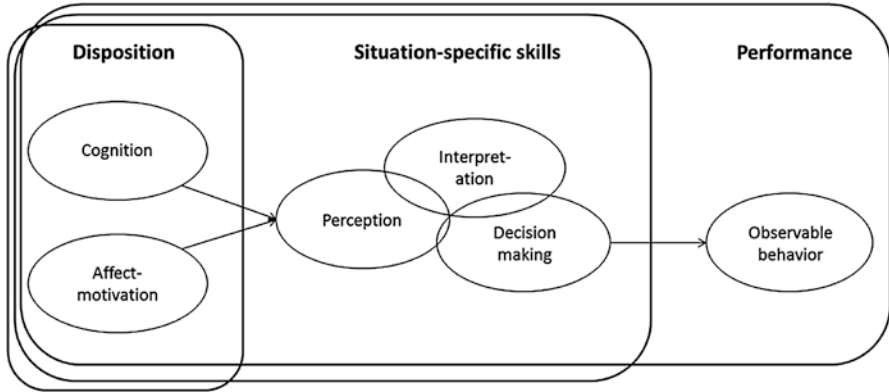 Disposition
Situation-specific skills
Performance
Cognition
Affect-
motivation
Perception
Interpret-
ation
Decision
making
Observable
behavior